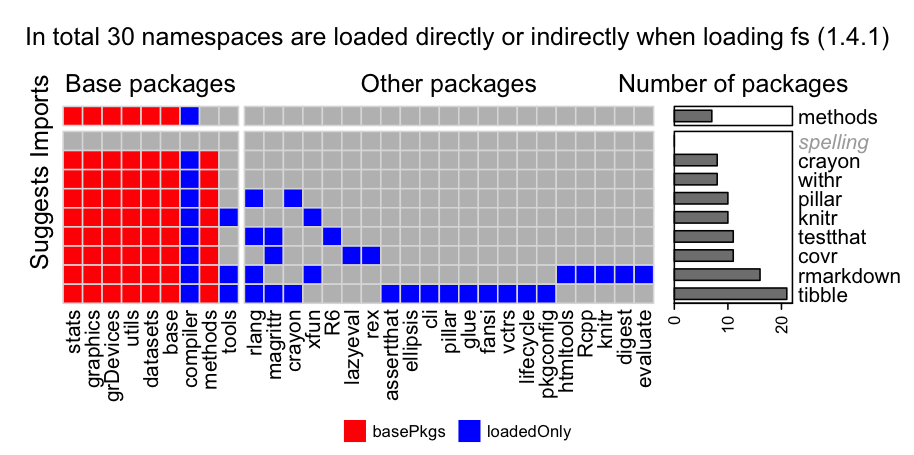 In total 30 namespaces are loaded directly or indirectly when loading fs (1.4.1)
Base packages
Other packages
Number of packages
Imports
Suggests
methods
spelling
crayon
withr
pillar
knitr
testthat
covr
rmarkdown
tibble
0
10
20
stats
graphics
grDevices
utils
datasets
base
compiler
methods
tools
rlang
magrittr
crayon
xfun
R6
lazyeval
rex
assertthat
ellipsis
cli
pillar
glue
fansi
vctrs
lifecycle
pkgconfig
htmltools
Rcpp
knitr
digest
evaluate
basePkgs
loadedOnly